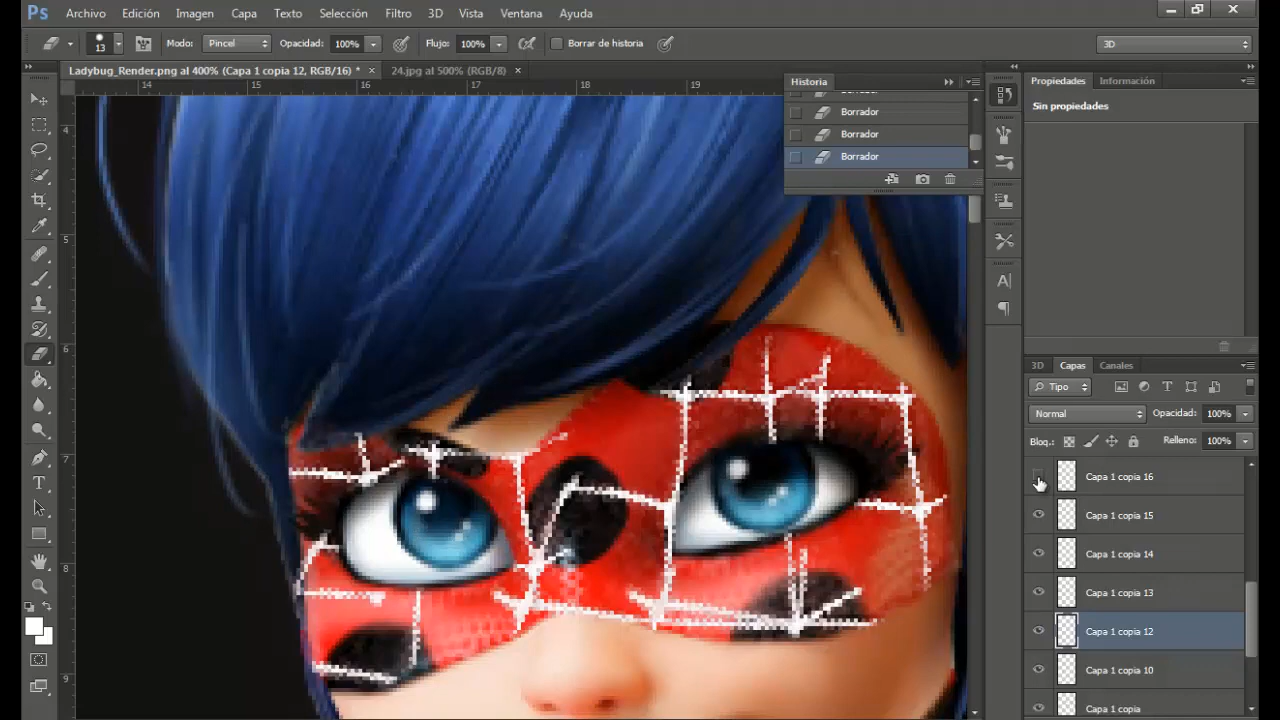 Ps Archivo Edición Imagen Capa Texto Selección Filtro 3D Vista Ventana Ayuda
13 Modo: Pincel Opacidad: 100% Flujo: 100% Borrar de historia 3D
Ladybug_Render.png al 400% (Capa 1 copia 12, RGB/16) * × 24.jpg al 500% (RGB/8) ×
14 15 16 17 18 19
Historia
Borrador
Borrador
Borrador
Borrador
Propiedades Información
Sin propiedades
4
5
6
7
8
9
3D Capas Canales
Tipo
Normal Opacidad: 100%
Bloq.: Relleno: 100%
Capa 1 copia 16
Capa 1 copia 15
Capa 1 copia 14
Capa 1 copia 13
Capa 1 copia 12
Capa 1 copia 10
Capa 1 copia